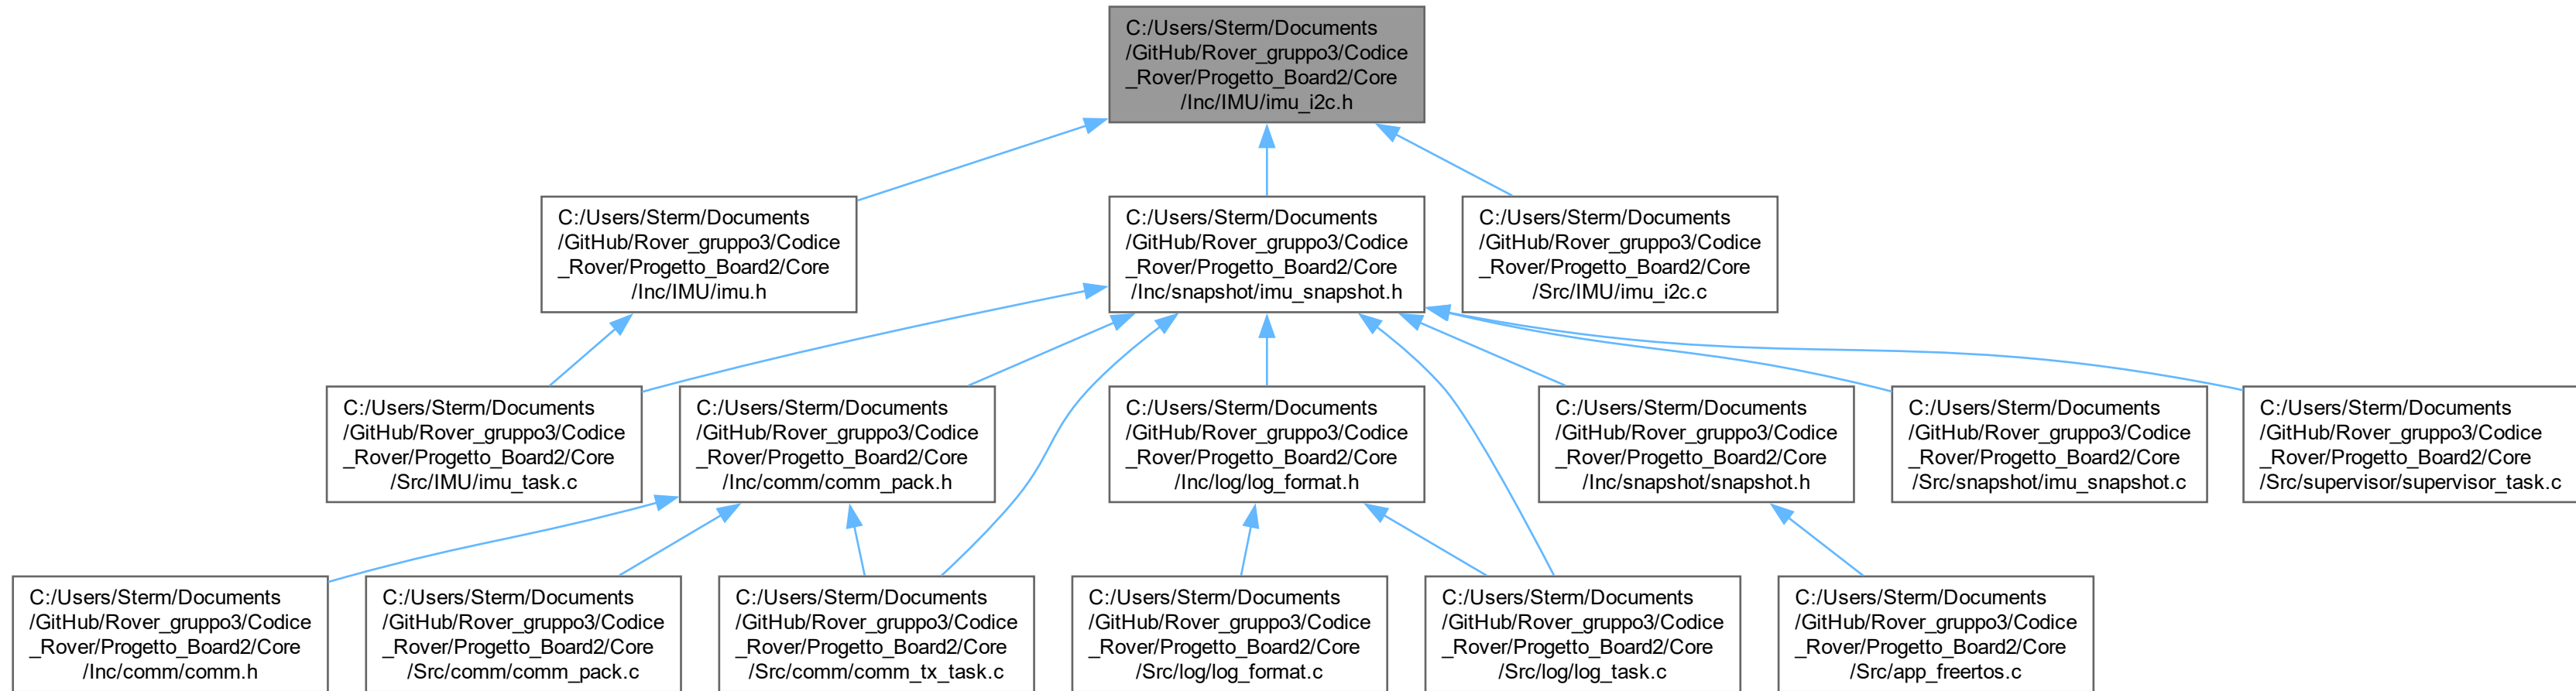 C:/Users/Sterm/Documents
/GitHub/Rover_gruppo3/Codice
_Rover/Progetto_Board2/Core
/Inc/IMU/imu_i2c.h
C:/Users/Sterm/Documents
/GitHub/Rover_gruppo3/Codice
_Rover/Progetto_Board2/Core
/Inc/IMU/imu.h
C:/Users/Sterm/Documents
/GitHub/Rover_gruppo3/Codice
_Rover/Progetto_Board2/Core
/Inc/snapshot/imu_snapshot.h
C:/Users/Sterm/Documents
/GitHub/Rover_gruppo3/Codice
_Rover/Progetto_Board2/Core
/Src/IMU/imu_i2c.c
C:/Users/Sterm/Documents
/GitHub/Rover_gruppo3/Codice
_Rover/Progetto_Board2/Core
/Src/IMU/imu_task.c
C:/Users/Sterm/Documents
/GitHub/Rover_gruppo3/Codice
_Rover/Progetto_Board2/Core
/Inc/comm/comm_pack.h
C:/Users/Sterm/Documents
/GitHub/Rover_gruppo3/Codice
_Rover/Progetto_Board2/Core
/Inc/log/log_format.h
C:/Users/Sterm/Documents
/GitHub/Rover_gruppo3/Codice
_Rover/Progetto_Board2/Core
/Inc/snapshot/snapshot.h
C:/Users/Sterm/Documents
/GitHub/Rover_gruppo3/Codice
_Rover/Progetto_Board2/Core
/Src/snapshot/imu_snapshot.c
C:/Users/Sterm/Documents
/GitHub/Rover_gruppo3/Codice
_Rover/Progetto_Board2/Core
/Src/supervisor/supervisor_task.c
C:/Users/Sterm/Documents
/GitHub/Rover_gruppo3/Codice
_Rover/Progetto_Board2/Core
/Inc/comm/comm.h
C:/Users/Sterm/Documents
/GitHub/Rover_gruppo3/Codice
_Rover/Progetto_Board2/Core
/Src/comm/comm_pack.c
C:/Users/Sterm/Documents
/GitHub/Rover_gruppo3/Codice
_Rover/Progetto_Board2/Core
/Src/comm/comm_tx_task.c
C:/Users/Sterm/Documents
/GitHub/Rover_gruppo3/Codice
_Rover/Progetto_Board2/Core
/Src/log/log_format.c
C:/Users/Sterm/Documents
/GitHub/Rover_gruppo3/Codice
_Rover/Progetto_Board2/Core
/Src/log/log_task.c
C:/Users/Sterm/Documents
/GitHub/Rover_gruppo3/Codice
_Rover/Progetto_Board2/Core
/Src/app_freertos.c